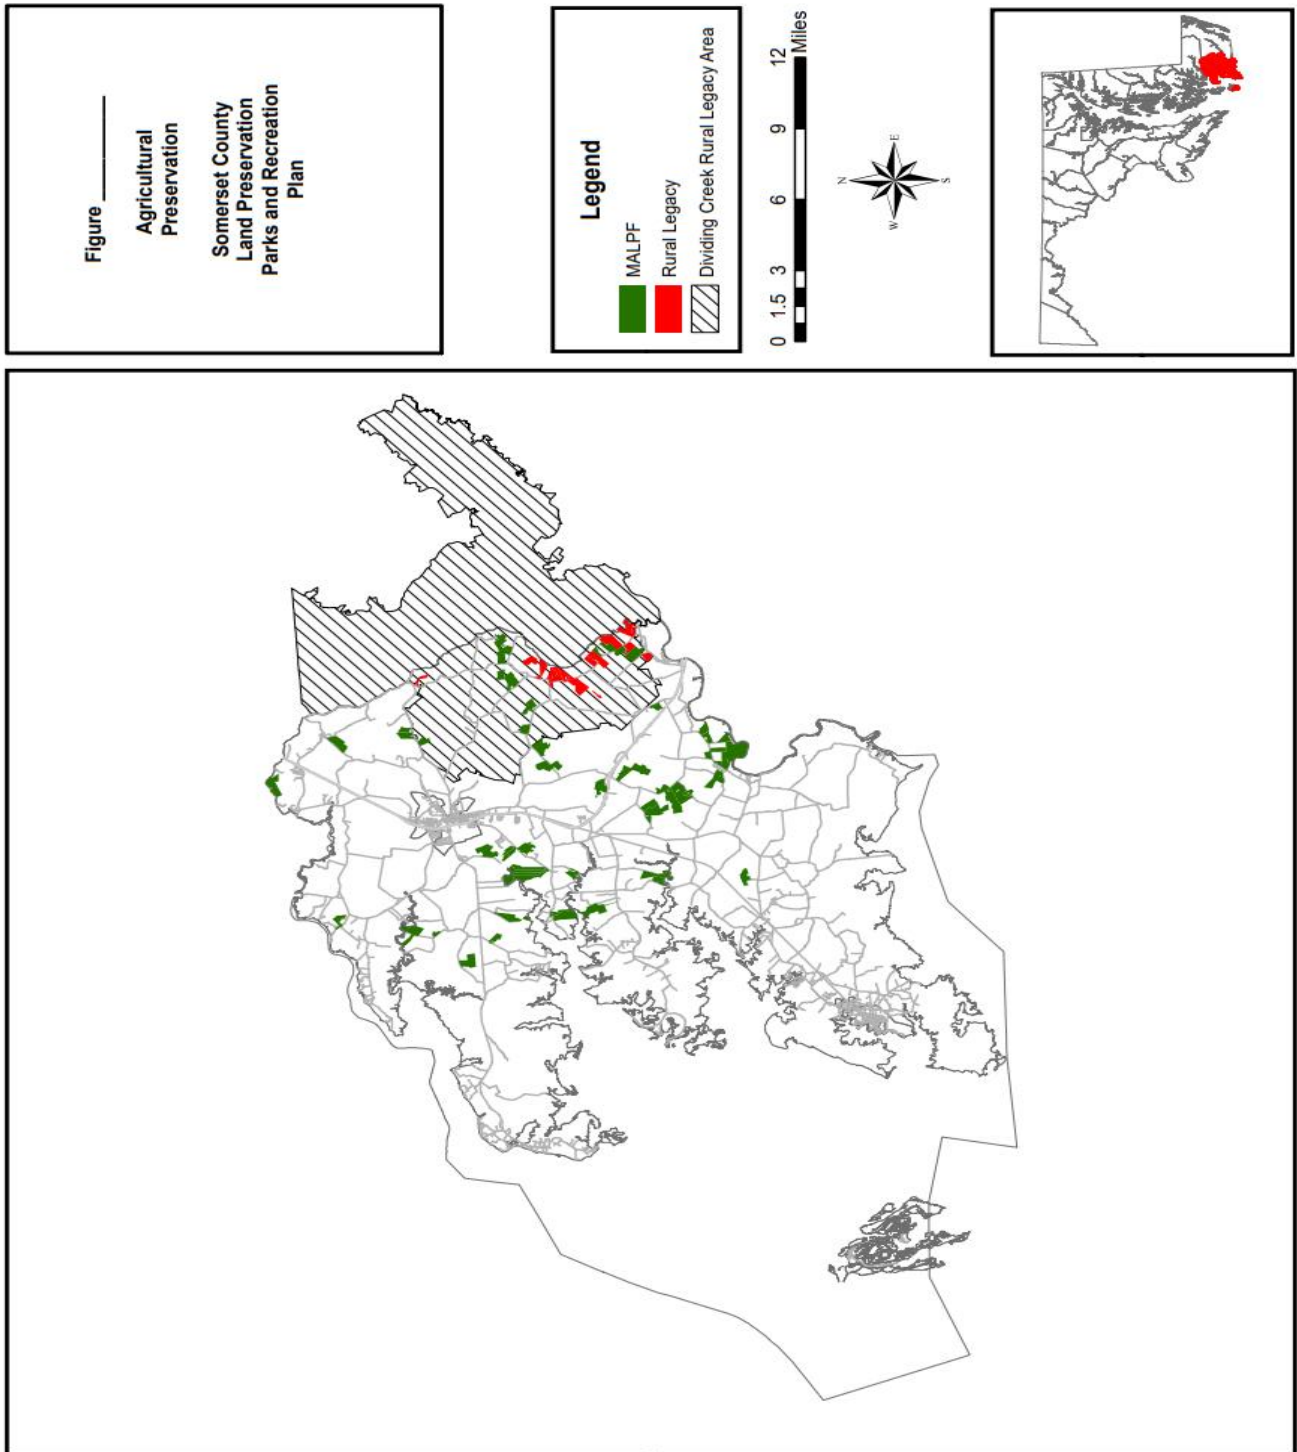 Figure ________
Agricultural
Preservation
Somerset County
Land Preservation
Parks and Recreation
Plan
Legend
MALPF
Rural Legacy
Dividing Creek Rural Legacy Area
0 1.5 3 6 9 12
Miles
N
E
S
W